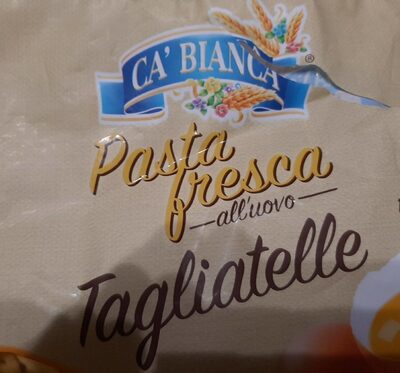 CA' BIANCA
®
Pasta
fresca
all'uovo
Tagliatelle